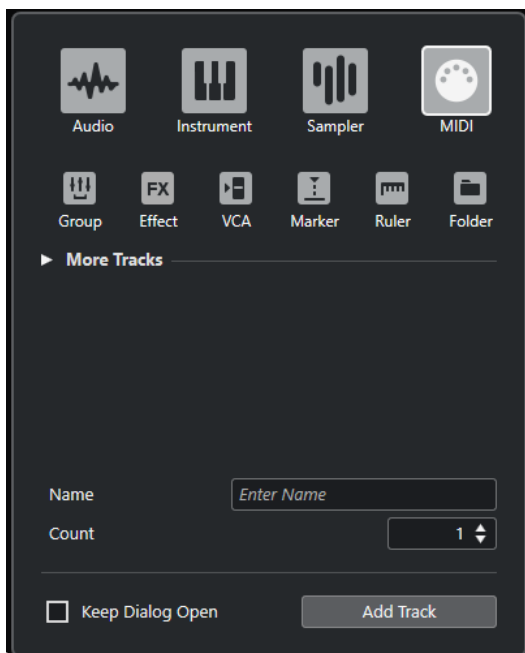 Audio Instrument Sampler MIDI
FX
Group Effect VCA Marker Ruler Folder
More Tracks
Name Enter Name
Count 1
Keep Dialog Open Add Track